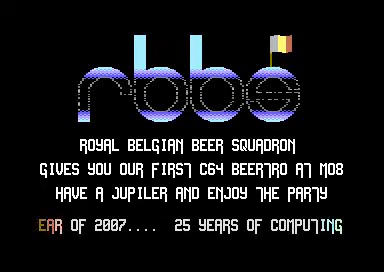 rbbs
ROYAL BELGIAN BEER SQUADRON
GIVES YOU OUR FIRST C64 BEERTRO AT MO8
HAVE A JUPILER AND ENJOY THE PARTY
EAR OF 2007.... 25 YEARS OF COMPUTING